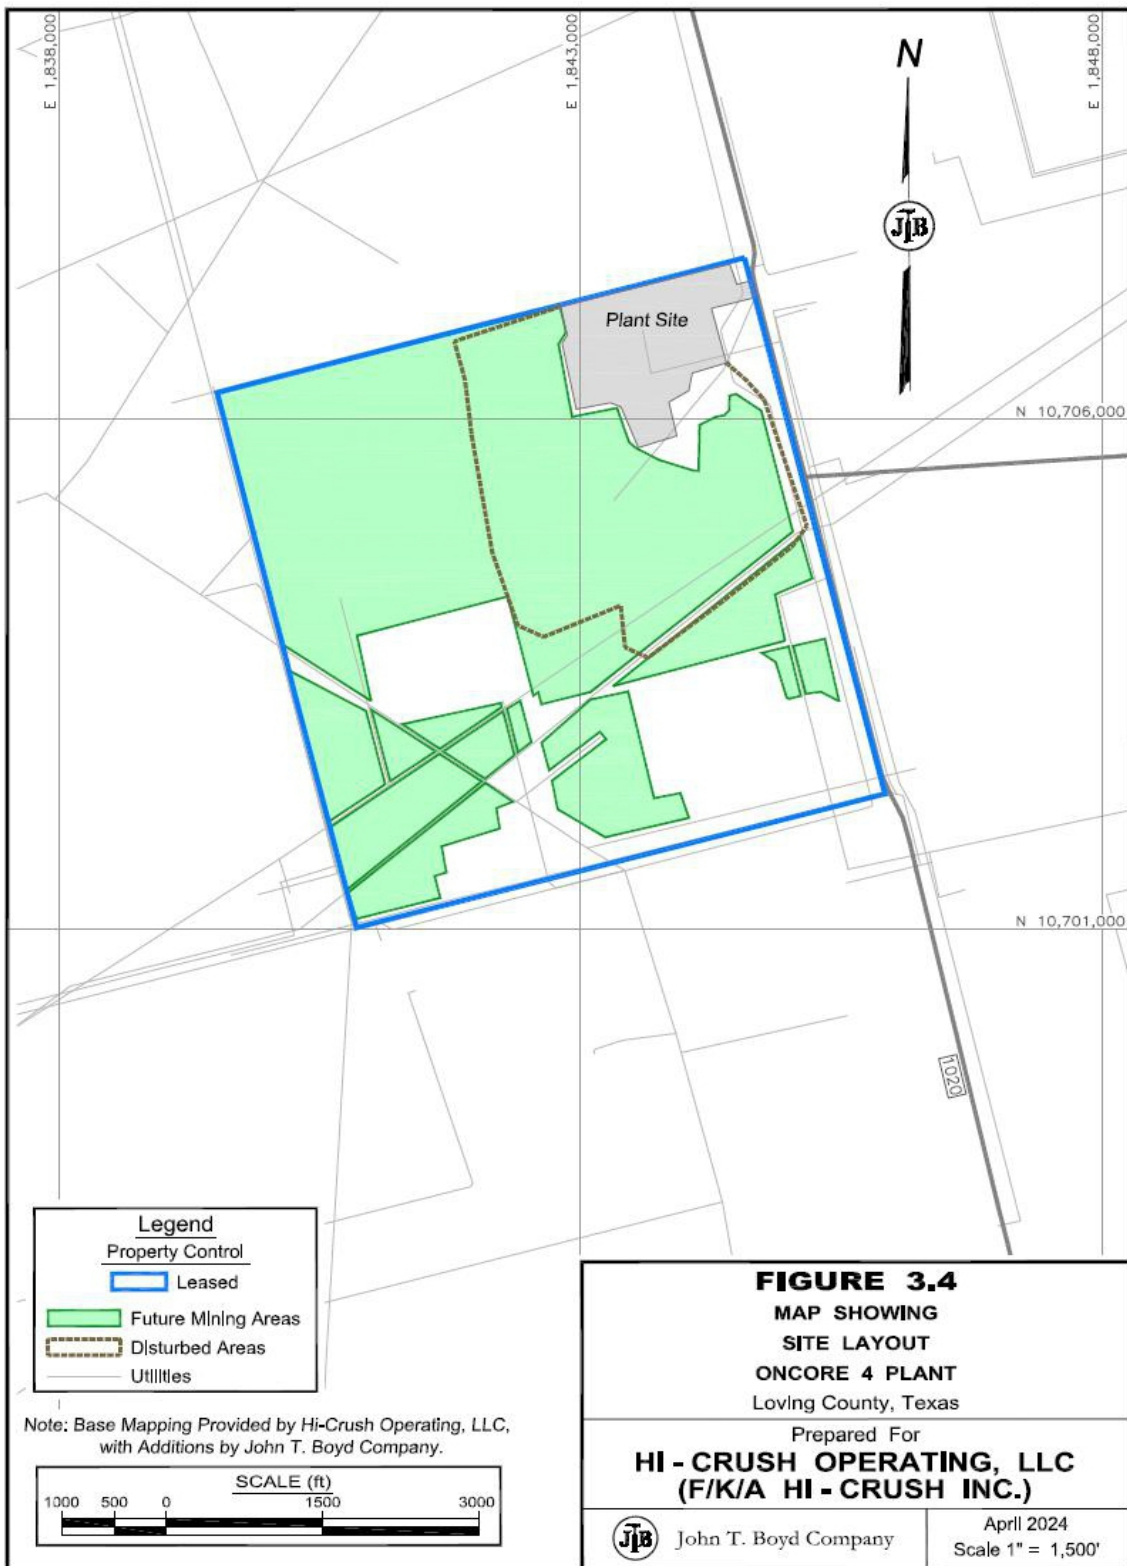 E 1,838,000
E 1,843,000
E 1,848,000
N
JTB
Plant Site
N 10,706,000
N 10,701,000
1020
Legend
Property Control
Leased
Future Mining Areas
Disturbed Areas
Utilities
Note: Base Mapping Provided by Hi-Crush Operating, LLC,
with Additions by John T. Boyd Company.
SCALE (ft)
1000 500 0 1500 3000
FIGURE 3.4
MAP SHOWING
SITE LAYOUT
ONCORE 4 PLANT
Loving County, Texas
Prepared For
HI - CRUSH OPERATING, LLC
(F/K/A HI - CRUSH INC.)
JTB John T. Boyd Company
April 2024
Scale 1" = 1,500'